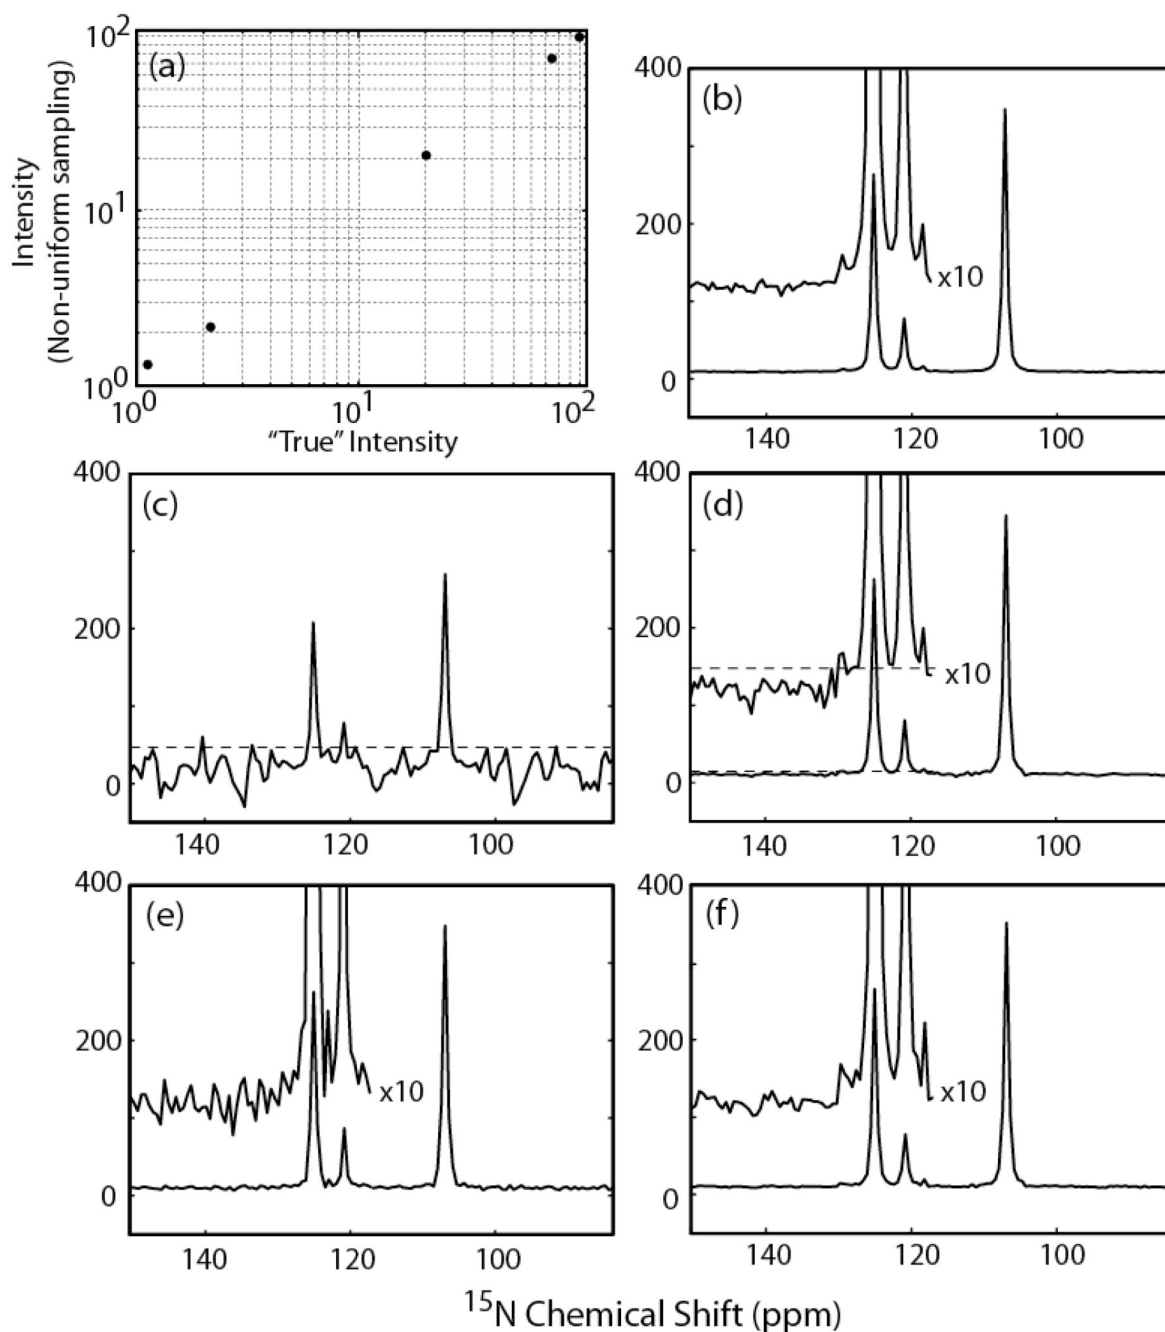 (a)
10²
10¹
10⁰
Intensity
(Non-uniform sampling)
10⁰ 10¹ 10²
“True” Intensity
(b)
400
200
0
x10
140 120 100
(c)
400
200
0
140 120 100
(d)
400
200
0
x10
140 120 100
(e)
400
200
0
x10
140 120 100
(f)
400
200
0
x10
140 120 100
¹⁵N Chemical Shift (ppm)